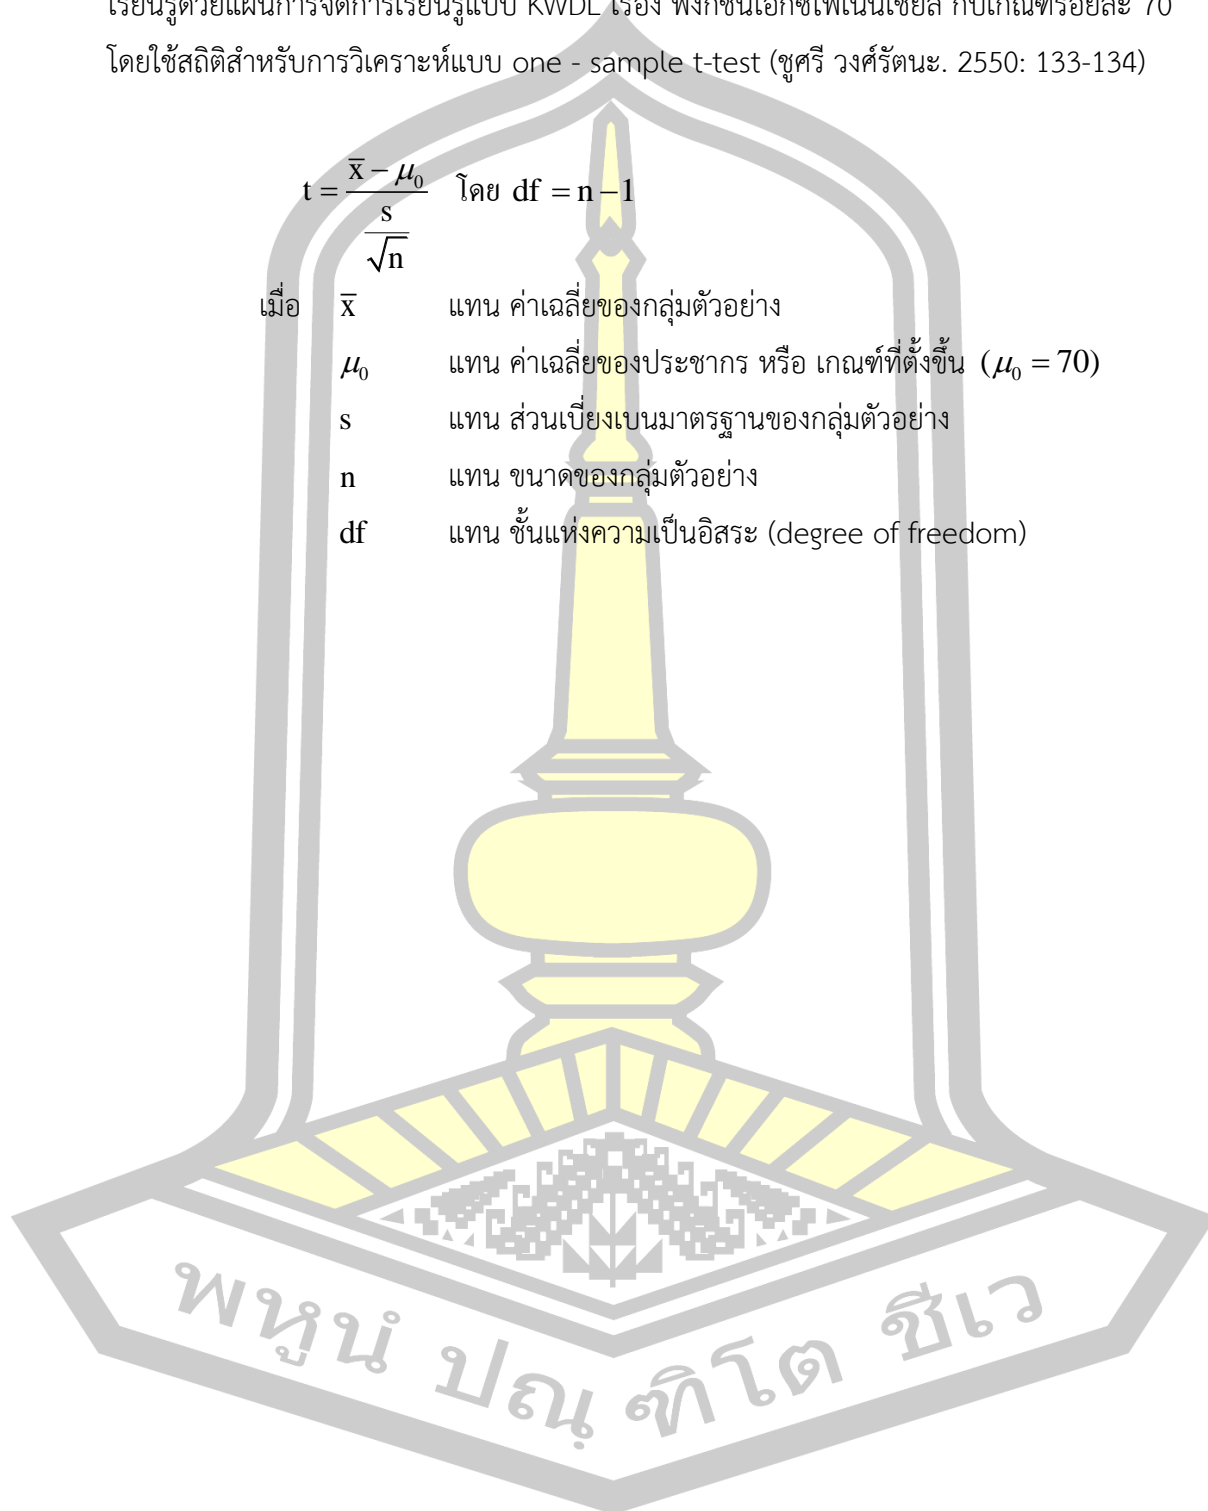 เรียนรู้ด้วยแผนการจัดการเรียนรู้แบบ KWDL เรื่อง ฟังก์ชันเอกซ์โพเนนเชียล กับเกณฑ์ร้อยละ 70
โดยใช้สถิติสำหรับการวิเคราะห์แบบ one - sample t-test (ชูศรี วงศ์รัตนะ. 2550: 133-134)
t = (x̅ − μ₀) / (s / √n) โดย df = n − 1
เมื่อ x̅ แทน ค่าเฉลี่ยของกลุ่มตัวอย่าง
μ₀ แทน ค่าเฉลี่ยของประชากร หรือ เกณฑ์ที่ตั้งขึ้น (μ₀ = 70)
s แทน ส่วนเบี่ยงเบนมาตรฐานของกลุ่มตัวอย่าง
n แทน ขนาดของกลุ่มตัวอย่าง
df แทน ชั้นแห่งความเป็นอิสระ (degree of freedom)
พหูนํ ปณฺฑิโต ชีเว